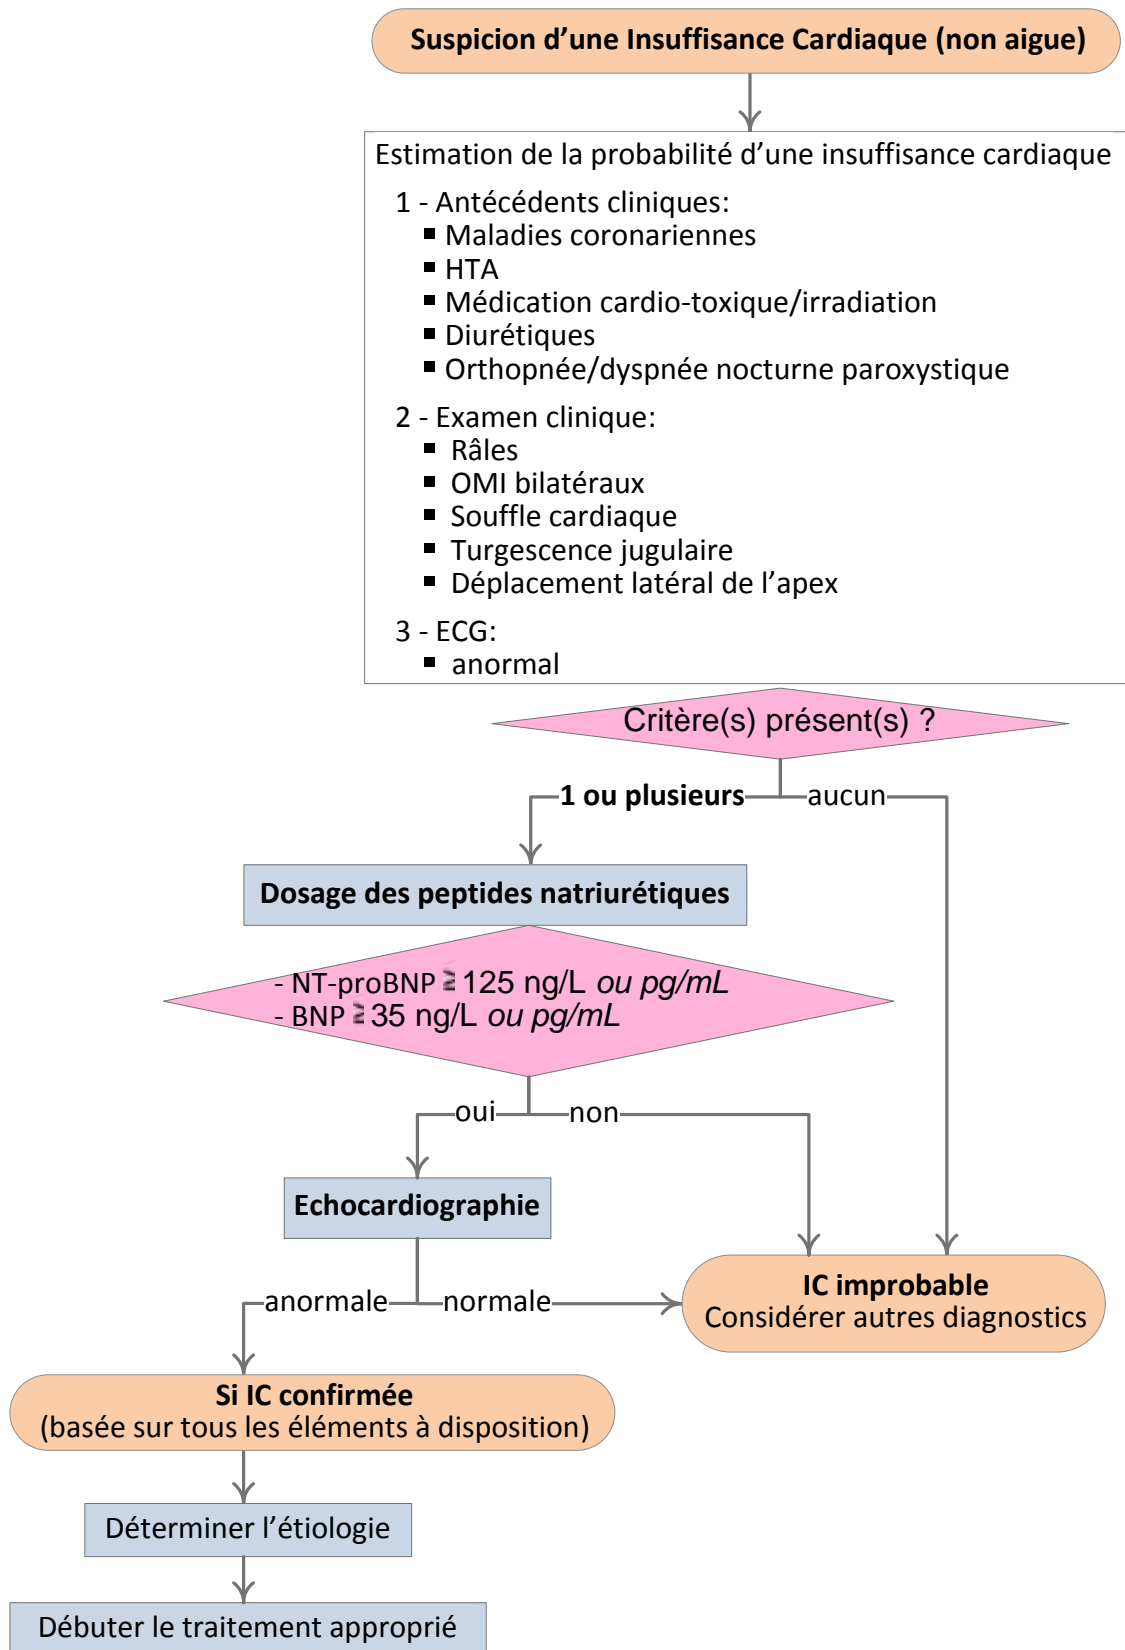 Suspicion d’une Insuffisance Cardiaque (non aigue)
Estimation de la probabilité d’une insuffisance cardiaque
1 - Antécédents cliniques:
▪ Maladies coronariennes
▪ HTA
▪ Médication cardio-toxique/irradiation
▪ Diurétiques
▪ Orthopnée/dyspnée nocturne paroxystique
2 - Examen clinique:
▪ Râles
▪ OMI bilatéraux
▪ Souffle cardiaque
▪ Turgescence jugulaire
▪ Déplacement latéral de l’apex
3 - ECG:
▪ anormal
Critère(s) présent(s) ?
1 ou plusieurs
aucun
Dosage des peptides natriurétiques
- NT-proBNP ≥ 125 ng/L ou pg/mL
- BNP ≥ 35 ng/L ou pg/mL
oui
non
Echocardiographie
anormale
normale
IC improbable
Considérer autres diagnostics
Si IC confirmée
(basée sur tous les éléments à disposition)
Déterminer l’étiologie
Débuter le traitement approprié